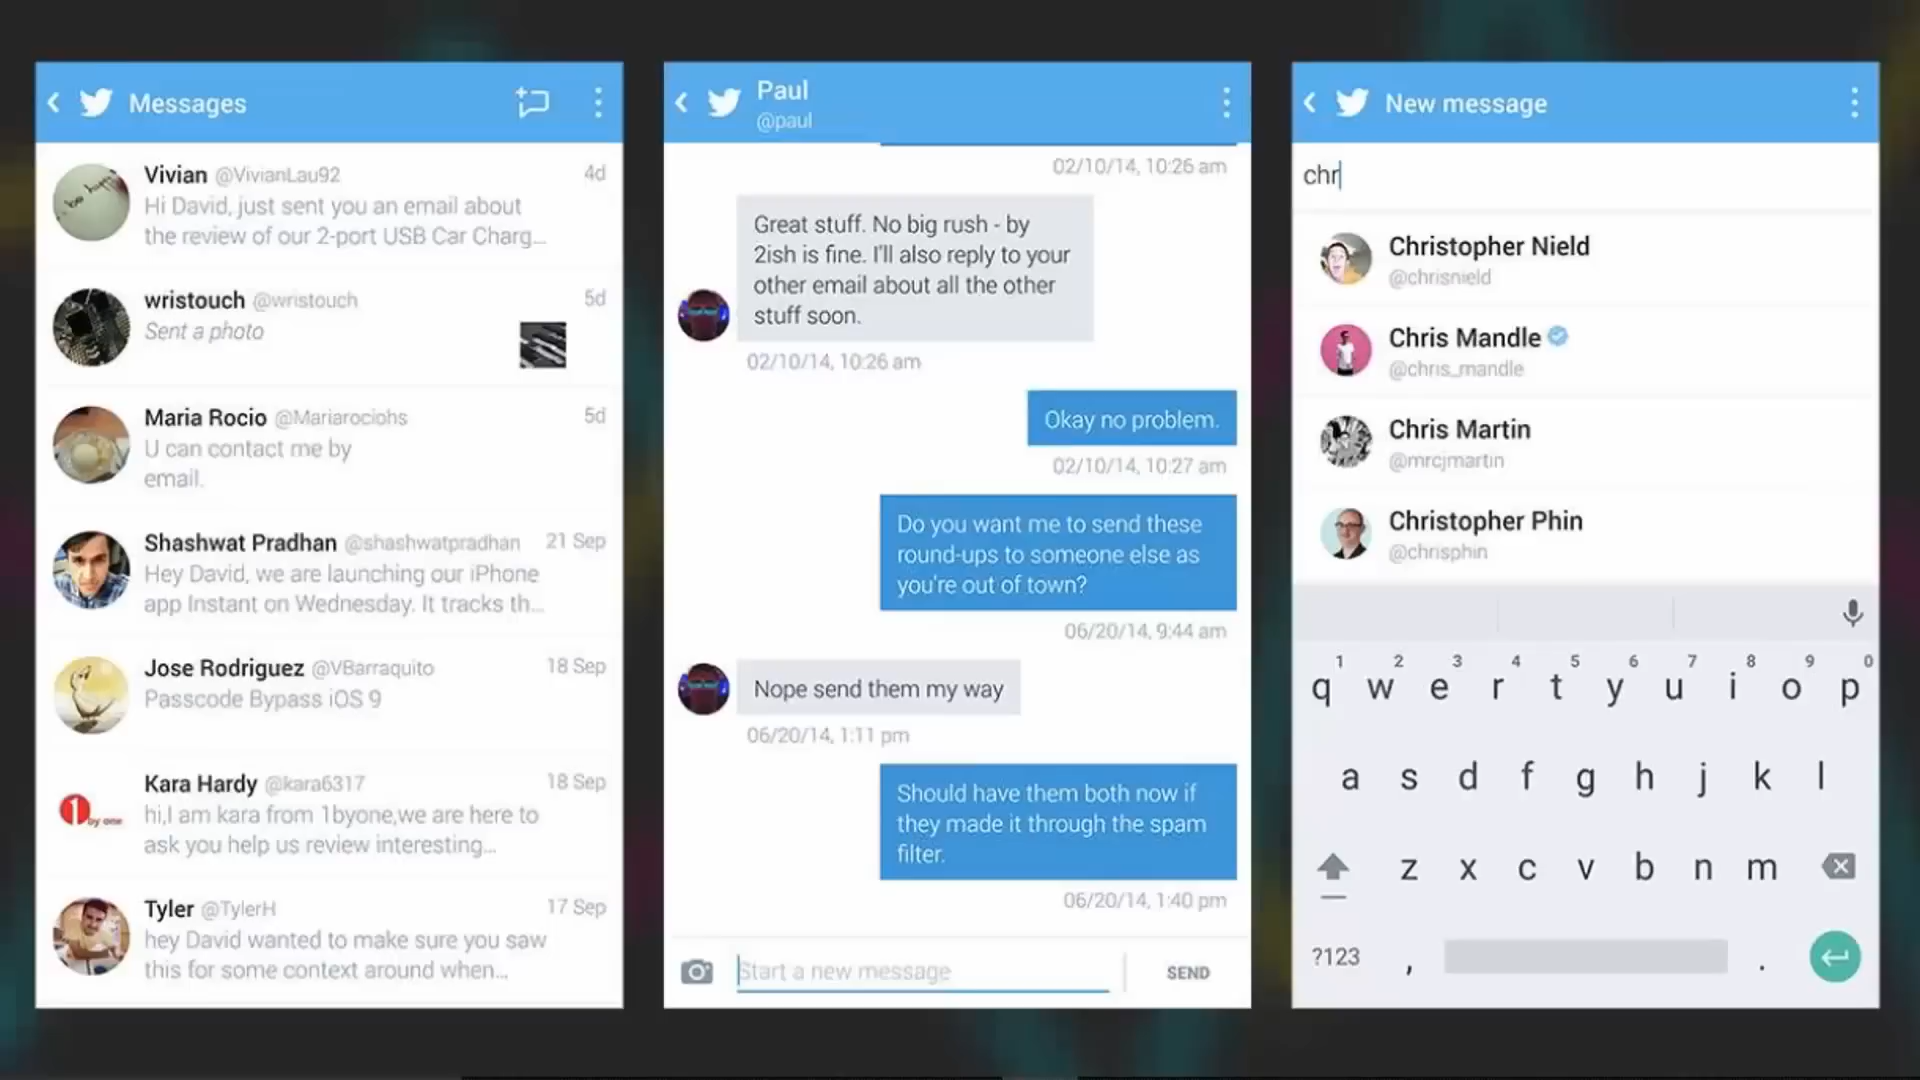 Messages
Vivian @VivianLau92 4d
Hi David, just sent you an email about
the review of our 2-port USB Car Charg...
wristouch @wristouch 5d
Sent a photo
Maria Rocio @Mariarociohs 5d
U can contact me by
email.
Shashwat Pradhan @shashwatpradhan 21 Sep
Hey David, we are launching our iPhone
app Instant on Wednesday. It tracks th...
Jose Rodriguez @VBarraquito 18 Sep
Passcode Bypass iOS 9
Kara Hardy @kara6317 18 Sep
hi,I am kara from 1byone,we are here to
ask you help us review interesting...
1 by one
Tyler @TylerH 17 Sep
hey David wanted to make sure you saw
this for some context around when...
Paul
@paul
02/10/14, 10:26 am
Great stuff. No big rush - by
2ish is fine. I'll also reply to your
other email about all the other
stuff soon.
02/10/14, 10:26 am
Okay no problem.
02/10/14, 10:27 am
Do you want me to send these
round-ups to someone else as
you're out of town?
06/20/14, 9:44 am
Nope send them my way
06/20/14, 1:11 pm
Should have them both now if
they made it through the spam
filter.
06/20/14, 1:40 pm
Start a new message SEND
New message
chr
Christopher Nield
@chrisnield
Chris Mandle
@chris_mandle
Chris Martin
@mrcjmartin
Christopher Phin
@chrisphin
1 2 3 4 5 6 7 8 9 0
q w e r t y u i o p
a s d f g h j k l
z x c v b n m
?123 , .